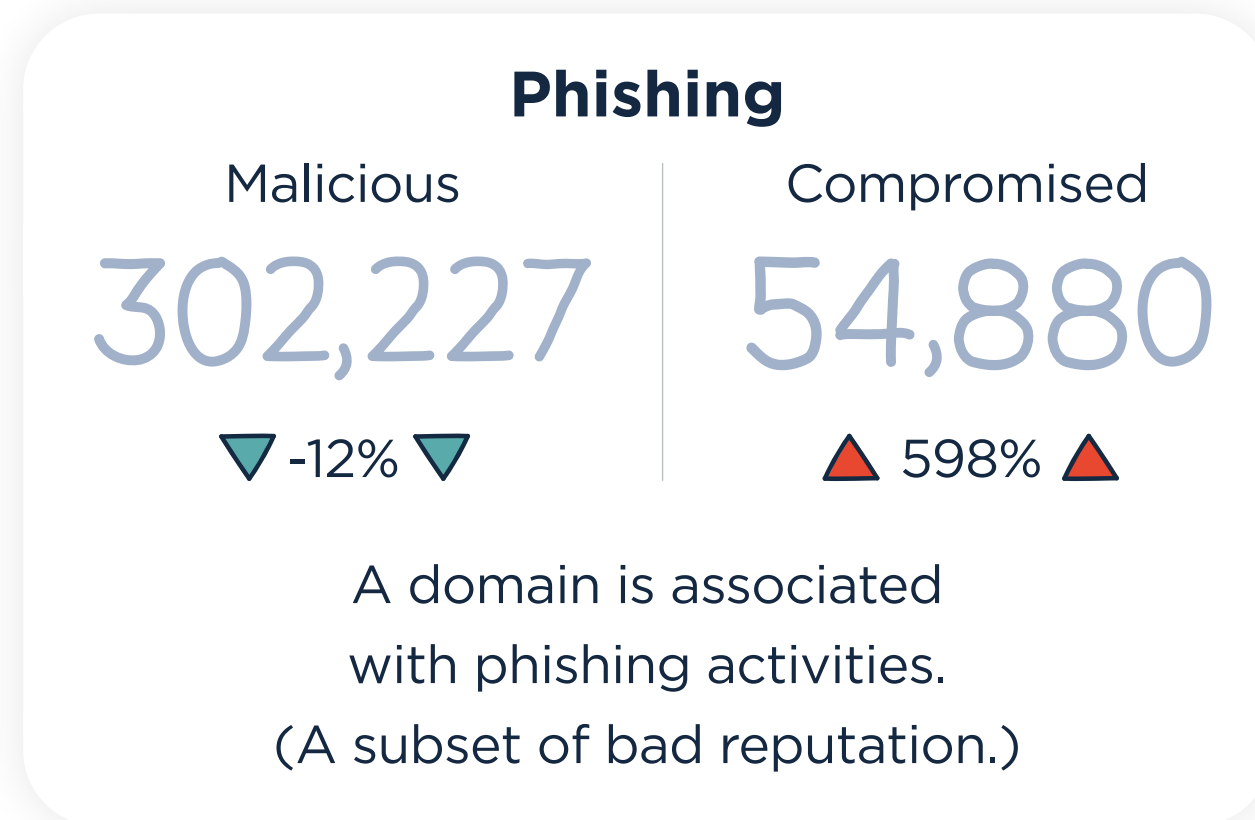 Phishing
Malicious
302,227
-12%
Compromised
54,880
598%
A domain is associated
with phishing activities.
(A subset of bad reputation.)